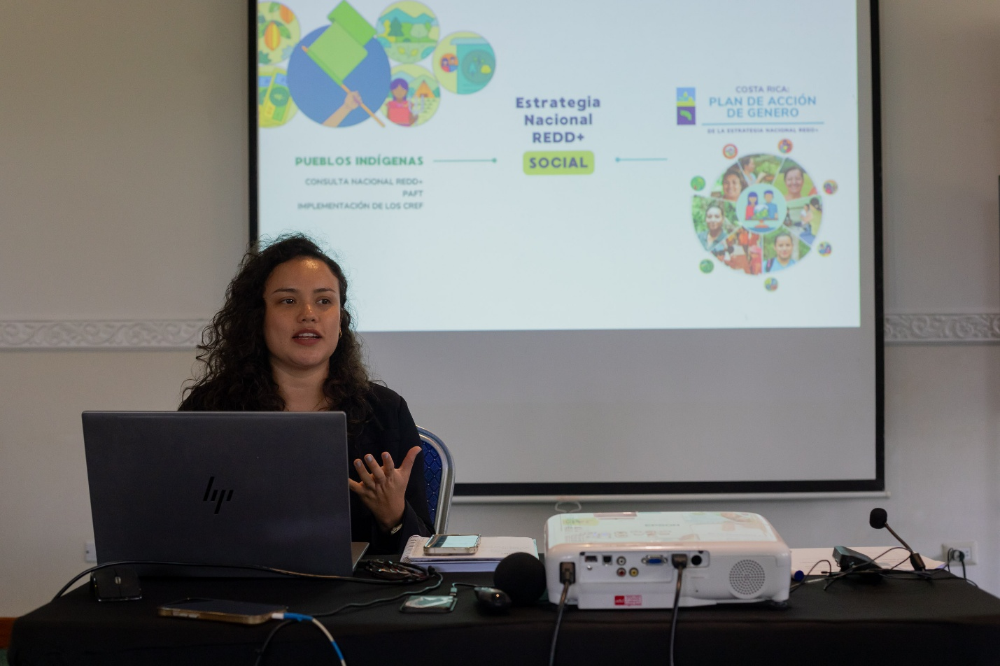 Estrategia
Nacional
REDD+
SOCIAL
PUEBLOS INDÍGENAS
CONSULTA NACIONAL REDD+
PAFT
IMPLEMENTACIÓN DE LOS CREF
COSTA RICA:
PLAN DE ACCIÓN
DE GENERO
DE LA ESTRATEGIA NACIONAL REDD+
hp